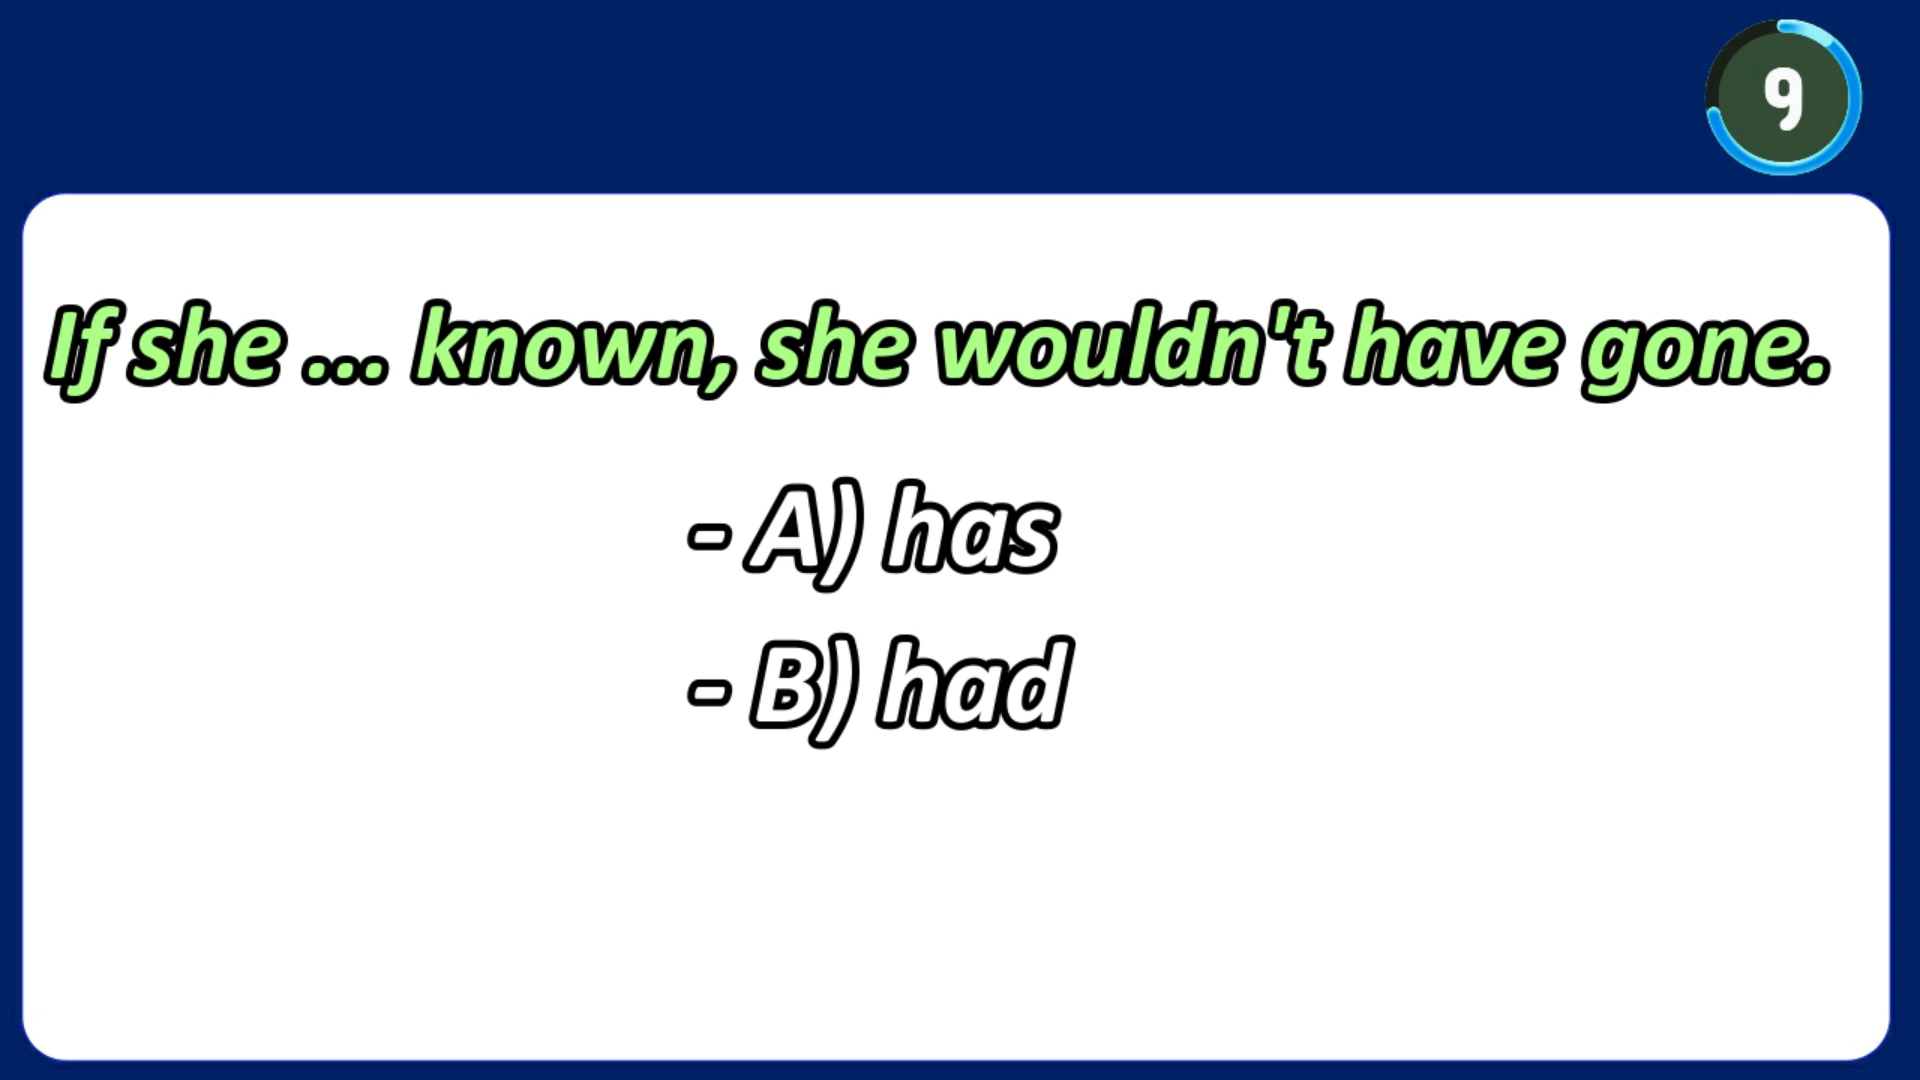 9
If she ... known, she wouldn't have gone.
- A) has
- B) had